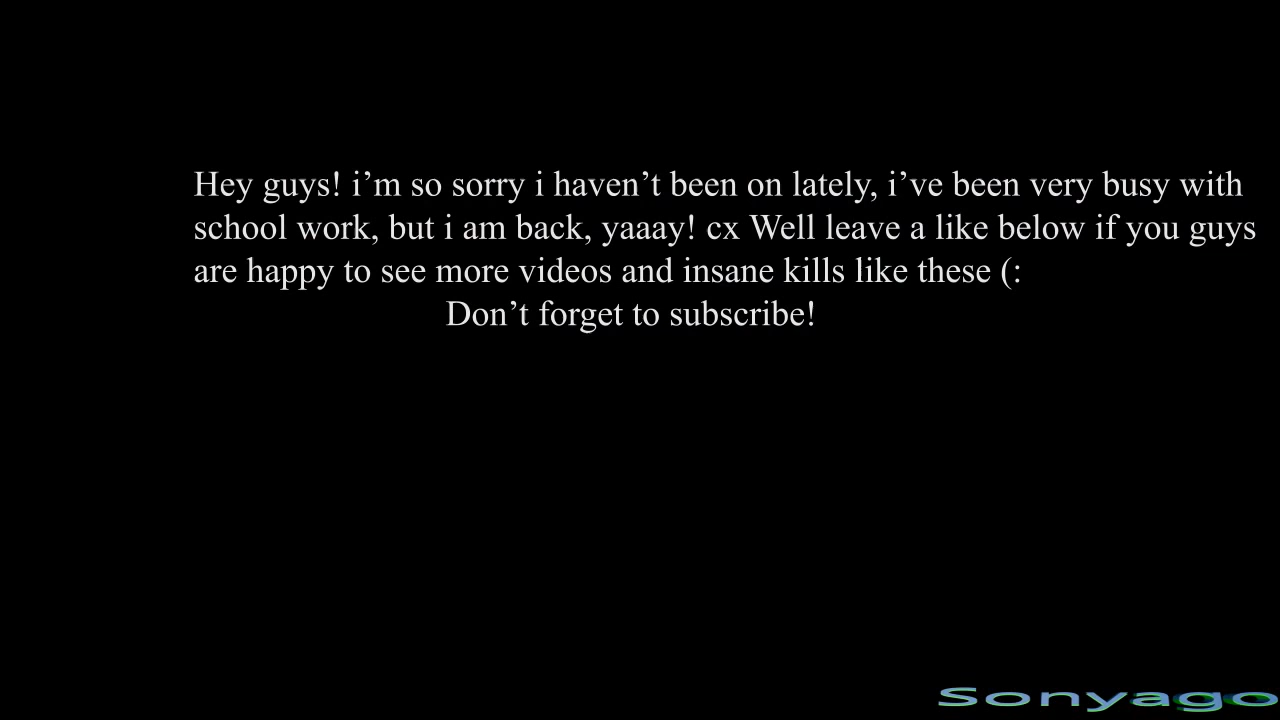 Hey guys! i’m so sorry i haven’t been on lately, i’ve been very busy with
school work, but i am back, yaaay! cx Well leave a like below if you guys
are happy to see more videos and insane kills like these (:
Don’t forget to subscribe!
Sonyago